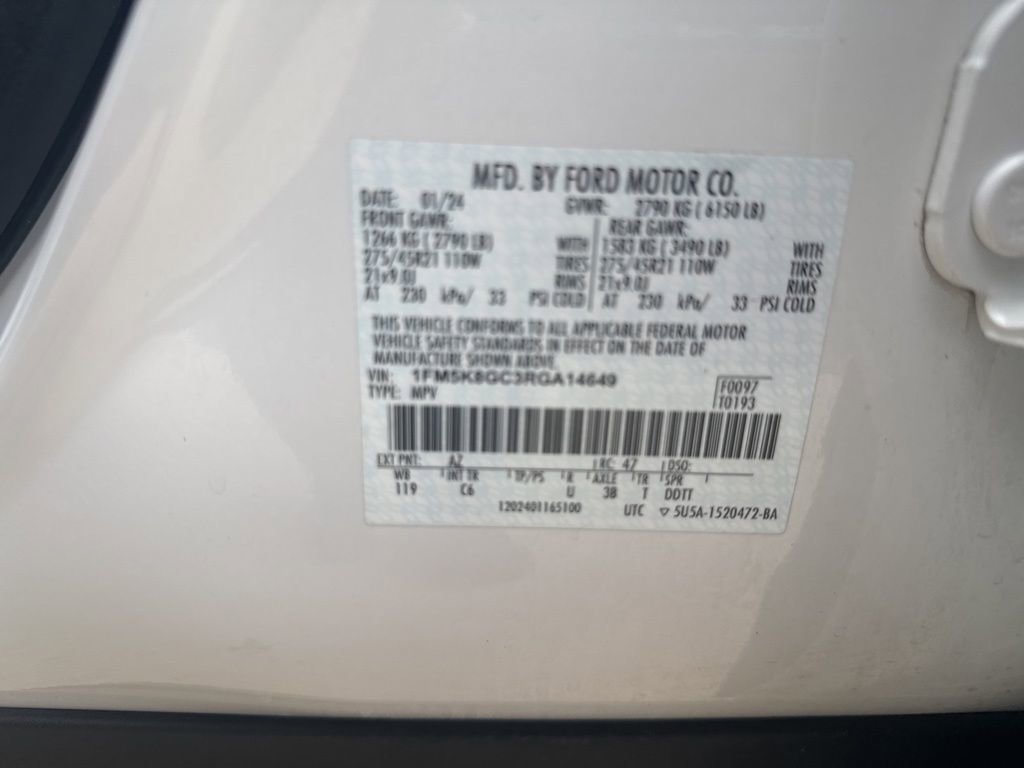 MFD. BY FORD MOTOR CO.
DATE: 01/24 GVWR: 2790 KG ( 6150 LB)
FRONT GAWR: REAR GAWR:
1266 KG ( 2790 LB) WITH 1583 KG ( 3490 LB) WITH
275/45R21 110W TIRES 275/45R21 110W TIRES
21x9.0J RIMS 21x9.0J RIMS
AT 230 kPa/ 33 PSI COLD AT 230 kPa/ 33 PSI COLD
THIS VEHICLE CONFORMS TO ALL APPLICABLE FEDERAL MOTOR
VEHICLE SAFETY STANDARDS IN EFFECT ON THE DATE OF
MANUFACTURE SHOWN ABOVE.
VIN: 1FM5K8GC3RGA14649 F0097
TYPE: MPV T0193
EXT PNT: AZ RC: 47 DSO:
WB INT TR TP/PS R AXLE TR SPR
119 C6 U 38 T DDTT
1202401165100 UTC ▽ 5U5A-1520472-BA